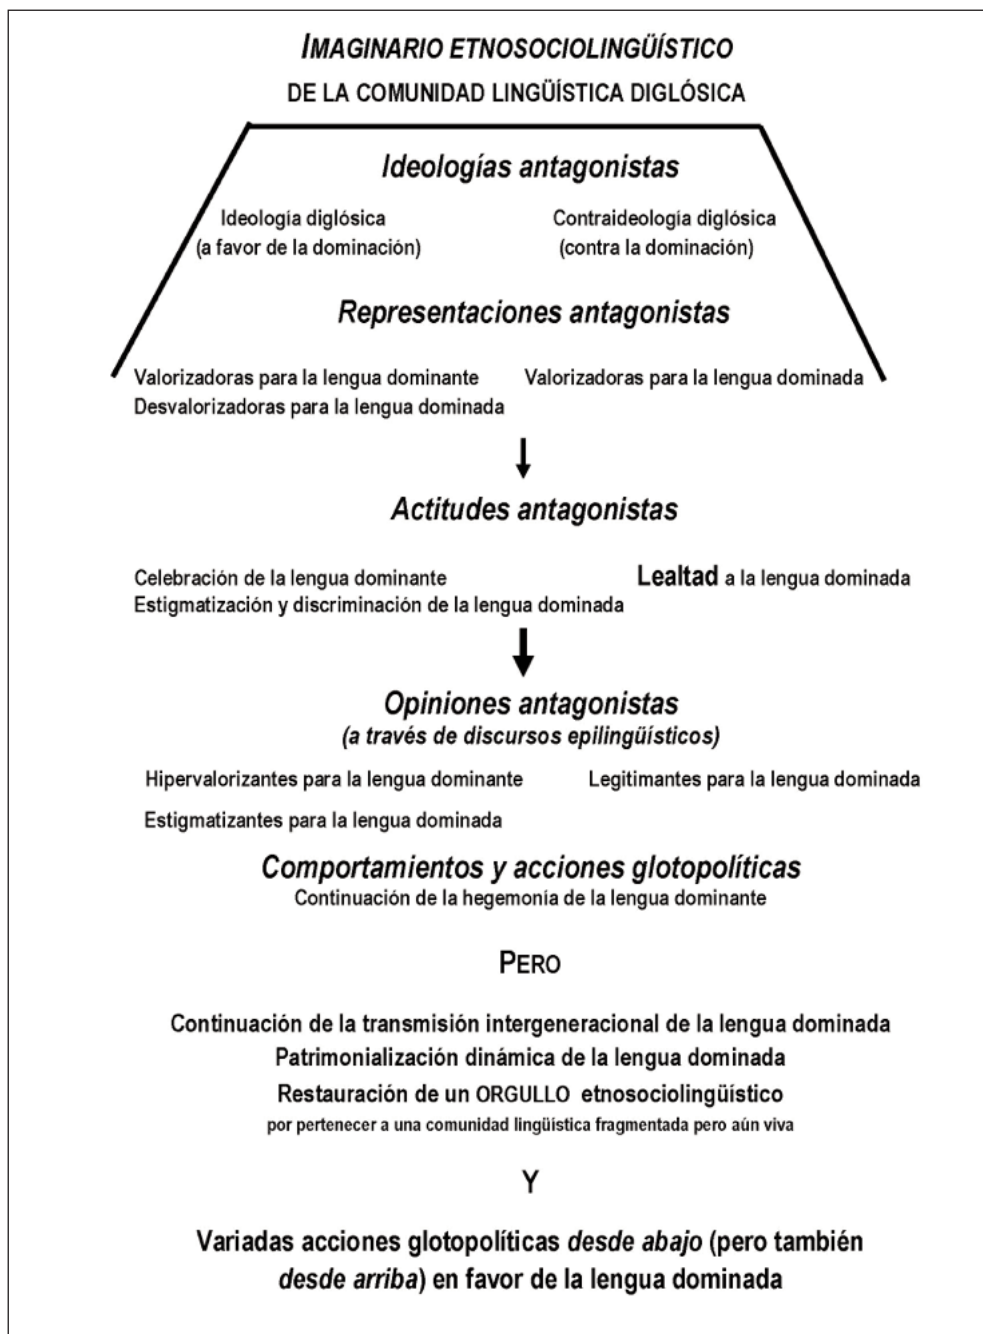 IMAGINARIO ETNOSOCIOLINGÜÍSTICO
DE LA COMUNIDAD LINGÜÍSTICA DIGLÓSICA
Ideologías antagonistas
Ideología diglósica Contraideología diglósica
(a favor de la dominación) (contra la dominación)
Representaciones antagonistas
Valorizadoras para la lengua dominante Valorizadoras para la lengua dominada
Desvalorizadoras para la lengua dominada
Actitudes antagonistas
Celebración de la lengua dominante Lealtad a la lengua dominada
Estigmatización y discriminación de la lengua dominada
Opiniones antagonistas
(a través de discursos epilingüísticos)
Hipervalorizantes para la lengua dominante Legitimantes para la lengua dominada
Estigmatizantes para la lengua dominada
Comportamientos y acciones glotopolíticas
Continuación de la hegemonía de la lengua dominante
PERO
Continuación de la transmisión intergeneracional de la lengua dominada
Patrimonialización dinámica de la lengua dominada
Restauración de un ORGULLO etnosociolingüístico
por pertenecer a una comunidad lingüística fragmentada pero aún viva
Y
Variadas acciones glotopolíticas desde abajo (pero también
desde arriba) en favor de la lengua dominada